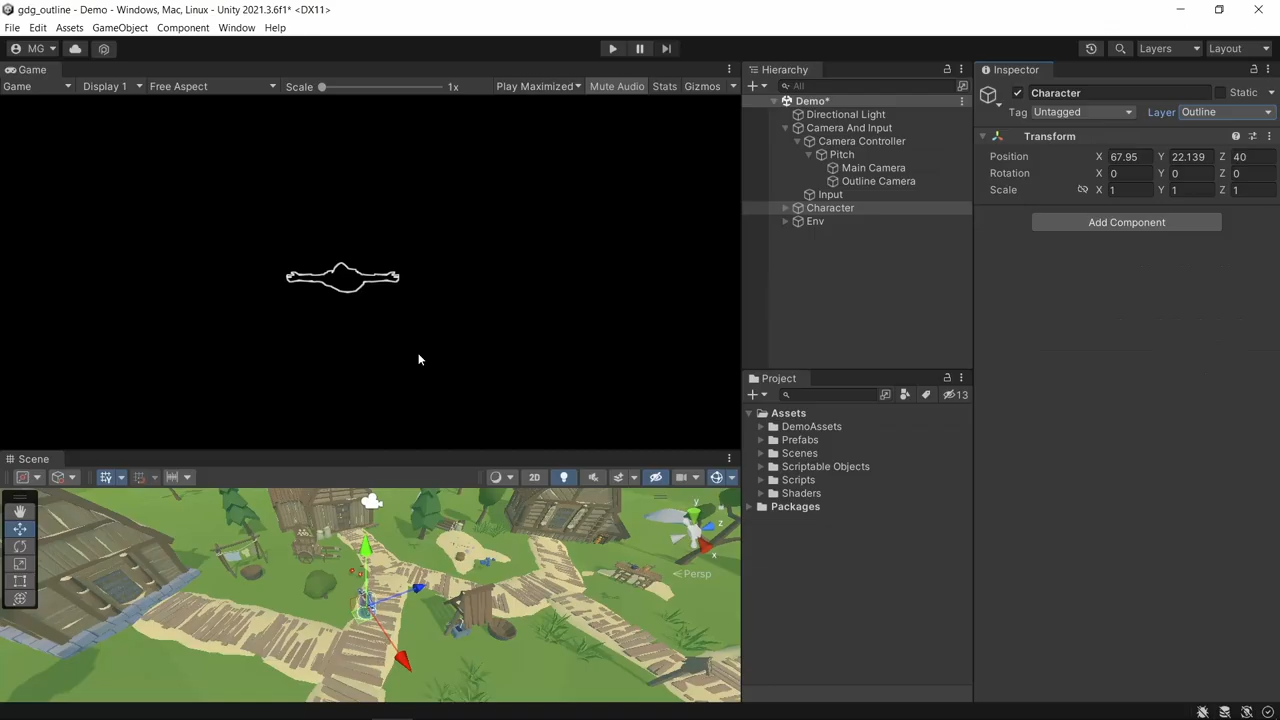 gdg_outline - Demo - Windows, Mac, Linux - Unity 2021.3.6f1* <DX11>
File Edit Assets GameObject Component Window Help
MG
Layers
Layout
Game
Game Display 1 Free Aspect Scale 1x Play Maximized Mute Audio Stats Gizmos
Hierarchy
All
Demo*
Directional Light
Camera And Input
Camera Controller
Pitch
Main Camera
Outline Camera
Input
Character
Env
Project
13
Assets
DemoAssets
Prefabs
Scenes
Scriptable Objects
Scripts
Shaders
Packages
Inspector
Character Static
Tag Untagged Layer Outline
Transform
Position X 67.95 Y 22.139 Z 40
Rotation X 0 Y 0 Z 0
Scale X 1 Y 1 Z 1
Add Component
Scene
2D
y
z
x
Persp